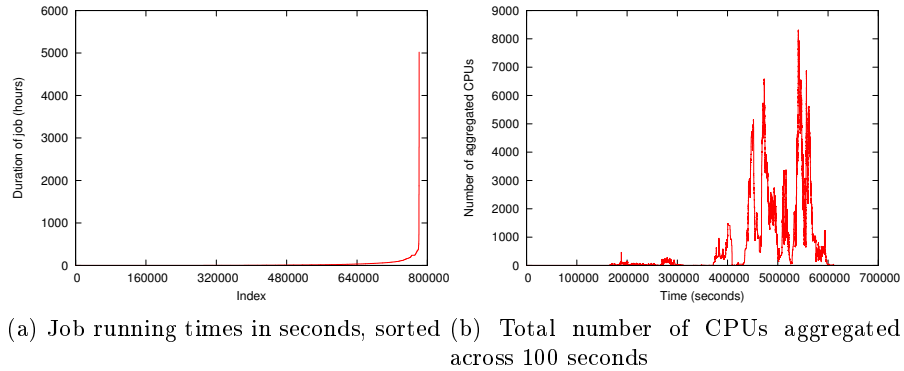 6000
5000
4000
3000
2000
1000
0
Duration of job (hours)
0 160000 320000 480000 640000 800000
Index
9000
8000
7000
6000
5000
4000
3000
2000
1000
0
Number of aggregated CPUs
0 100000 200000 300000 400000 500000 600000 700000
Time (seconds)
(a) Job running times in seconds, sorted
(b) Total number of CPUs aggregated
across 100 seconds